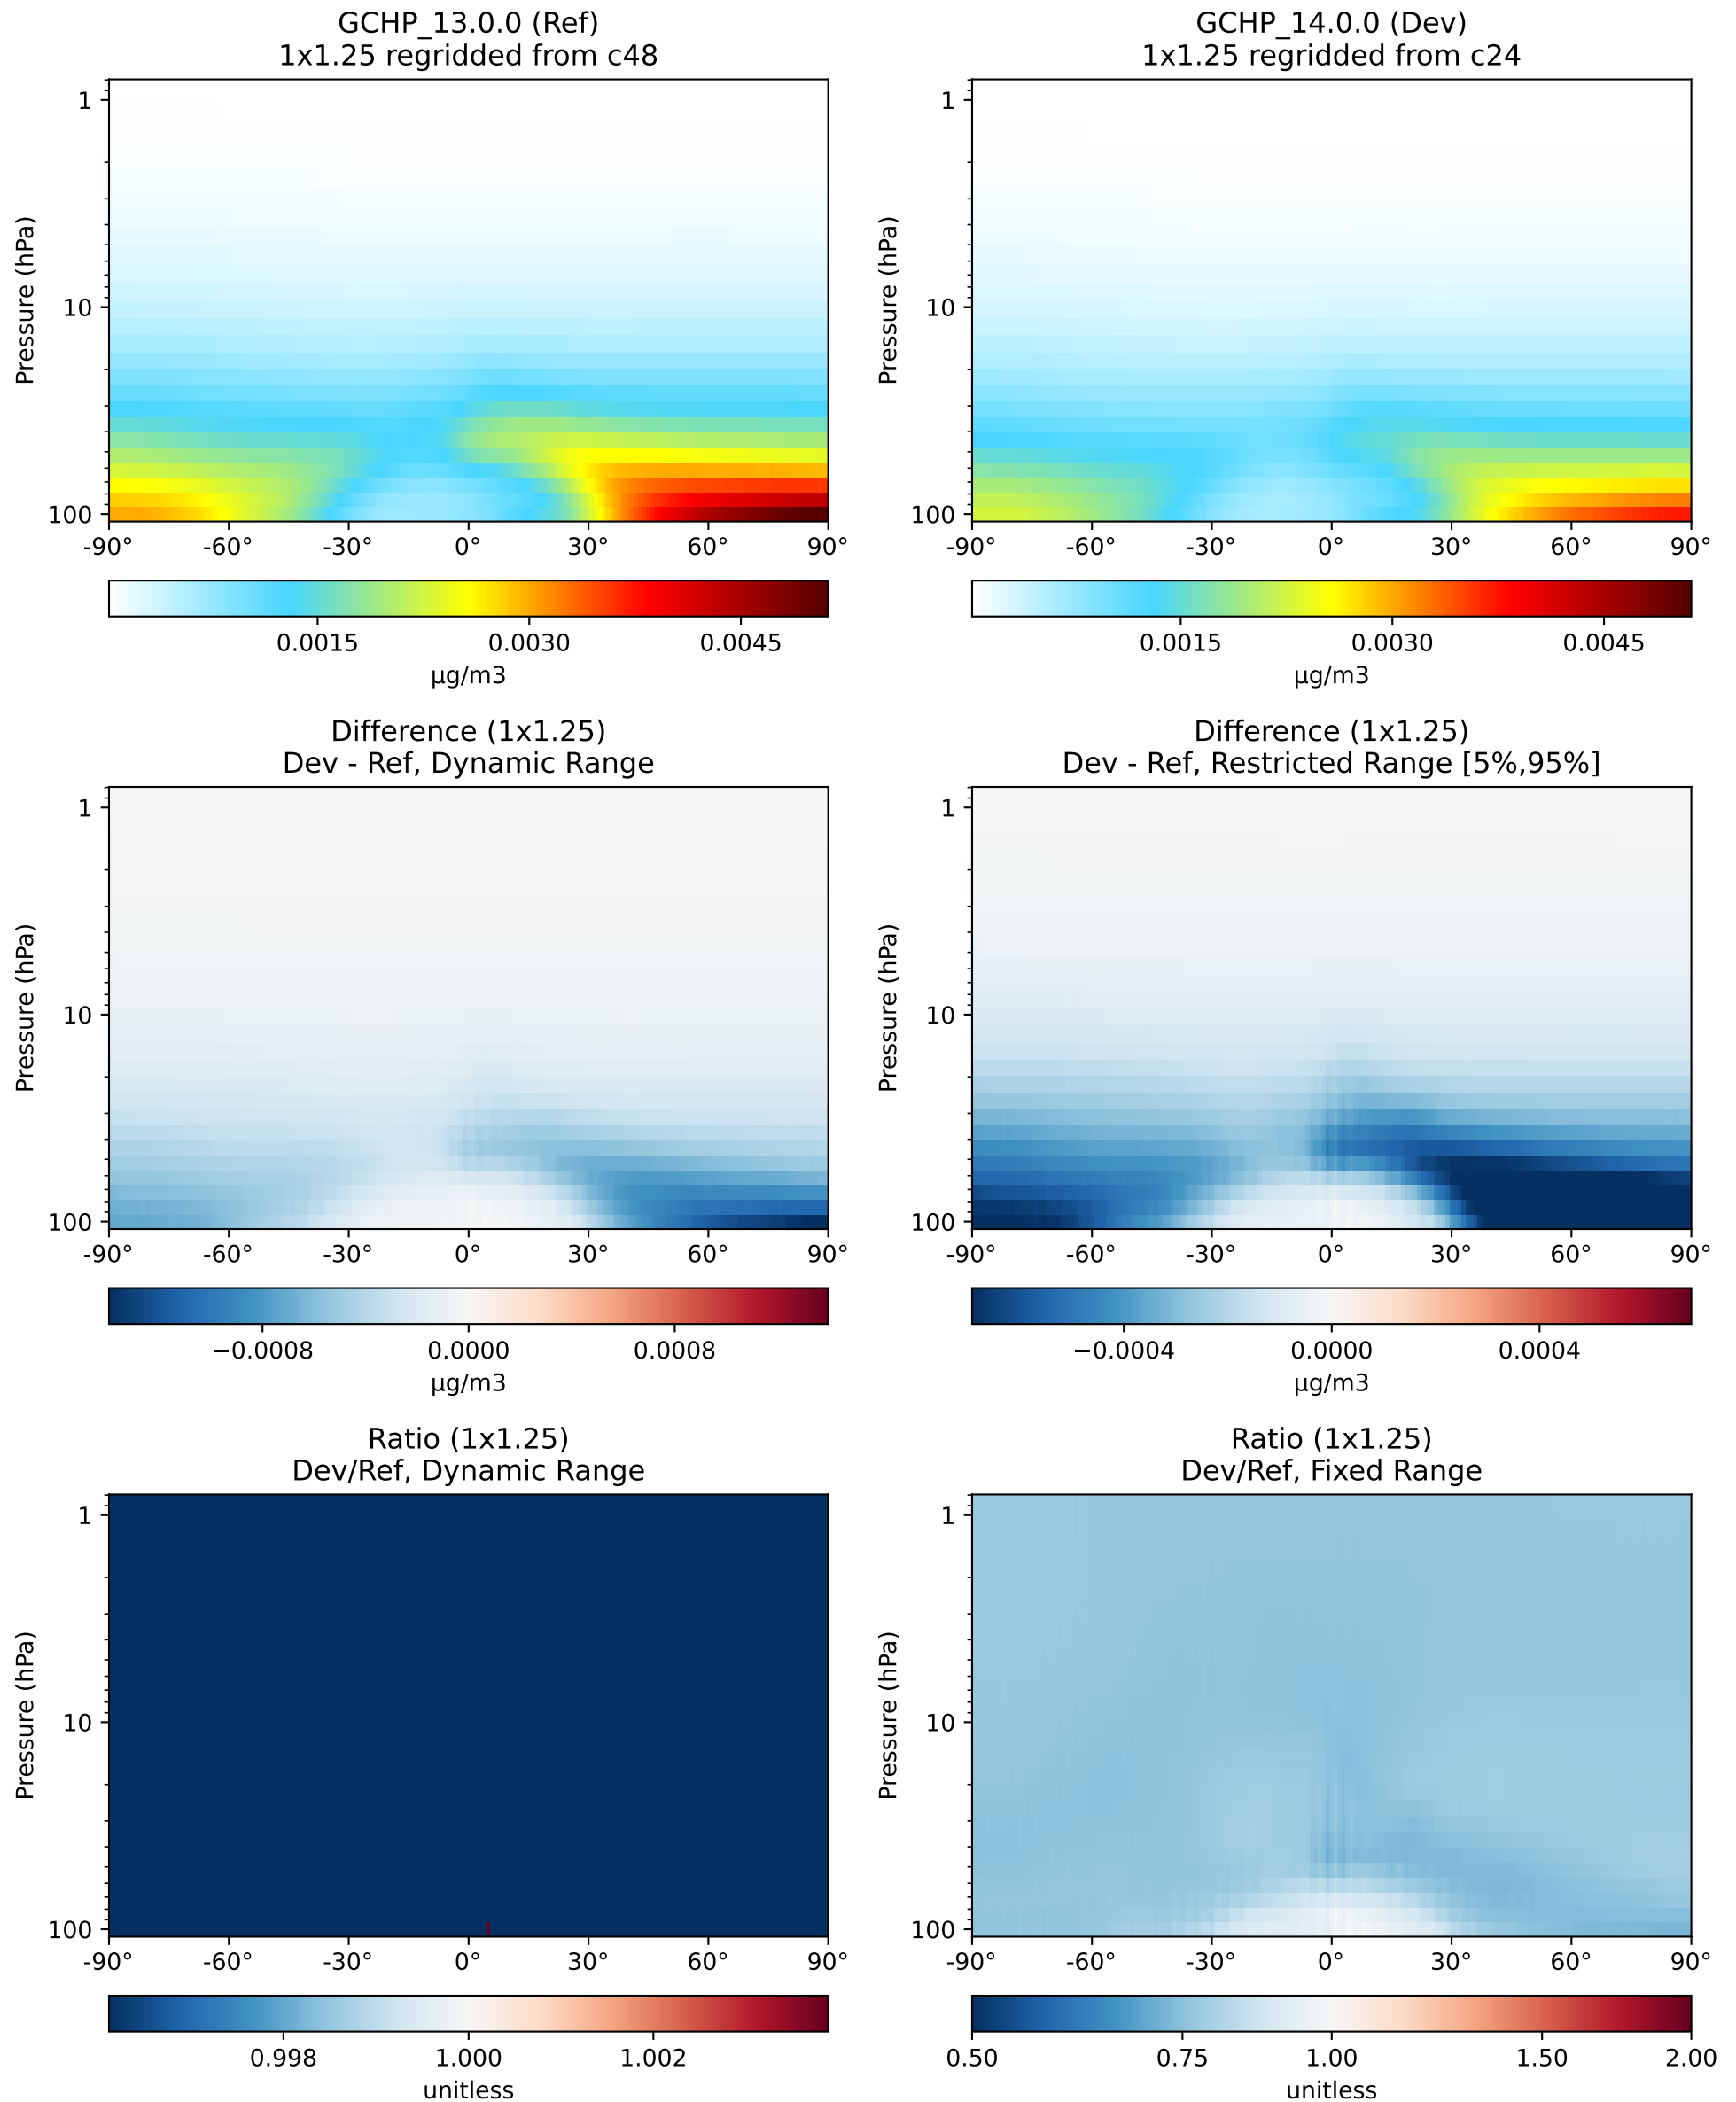 GCHP_13.0.0 (Ref)
1x1.25 regridded from c48
Pressure (hPa)
1
10
100
-90° -60° -30° 0° 30° 60° 90°
0.0015 0.0030 0.0045
µg/m3
GCHP_14.0.0 (Dev)
1x1.25 regridded from c24
Pressure (hPa)
1
10
100
-90° -60° -30° 0° 30° 60° 90°
0.0015 0.0030 0.0045
µg/m3
Difference (1x1.25)
Dev - Ref, Dynamic Range
Pressure (hPa)
1
10
100
-90° -60° -30° 0° 30° 60° 90°
−0.0008 0.0000 0.0008
µg/m3
Difference (1x1.25)
Dev - Ref, Restricted Range [5%,95%]
Pressure (hPa)
1
10
100
-90° -60° -30° 0° 30° 60° 90°
−0.0004 0.0000 0.0004
µg/m3
Ratio (1x1.25)
Dev/Ref, Dynamic Range
Pressure (hPa)
1
10
100
-90° -60° -30° 0° 30° 60° 90°
0.998 1.000 1.002
unitless
Ratio (1x1.25)
Dev/Ref, Fixed Range
Pressure (hPa)
1
10
100
-90° -60° -30° 0° 30° 60° 90°
0.50 0.75 1.00 1.50 2.00
unitless